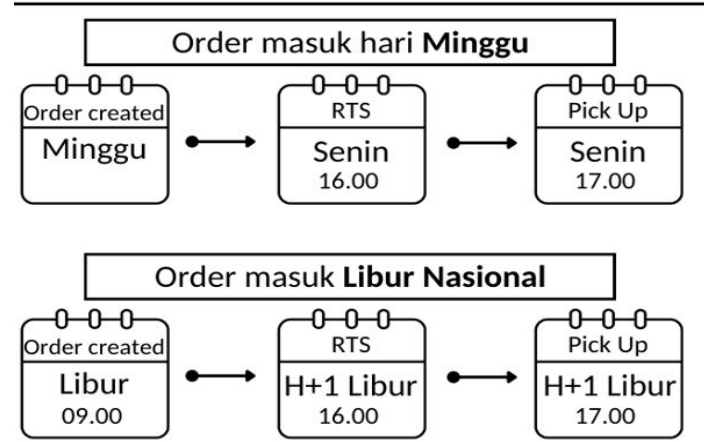 Order masuk hari Minggu
Order created
Minggu
RTS
Senin
16.00
Pick Up
Senin
17.00
Order masuk Libur Nasional
Order created
Libur
09.00
RTS
H+1 Libur
16.00
Pick Up
H+1 Libur
17.00